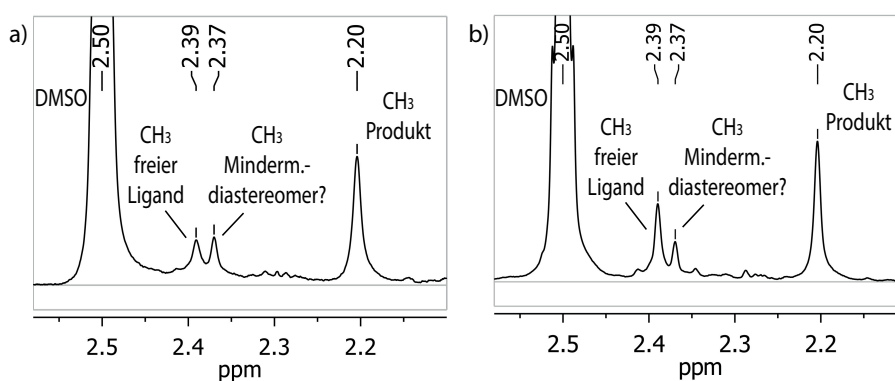 a)
2.50
2.39
2.37
2.20
DMSO
CH₃
freier
Ligand
CH₃
Minderm.-
diastereomer?
CH₃
Produkt
2.5
2.4
2.3
2.2
ppm
b)
2.50
2.39
2.37
2.20
DMSO
CH₃
freier
Ligand
CH₃
Minderm.-
diastereomer?
CH₃
Produkt
2.5
2.4
2.3
2.2
ppm